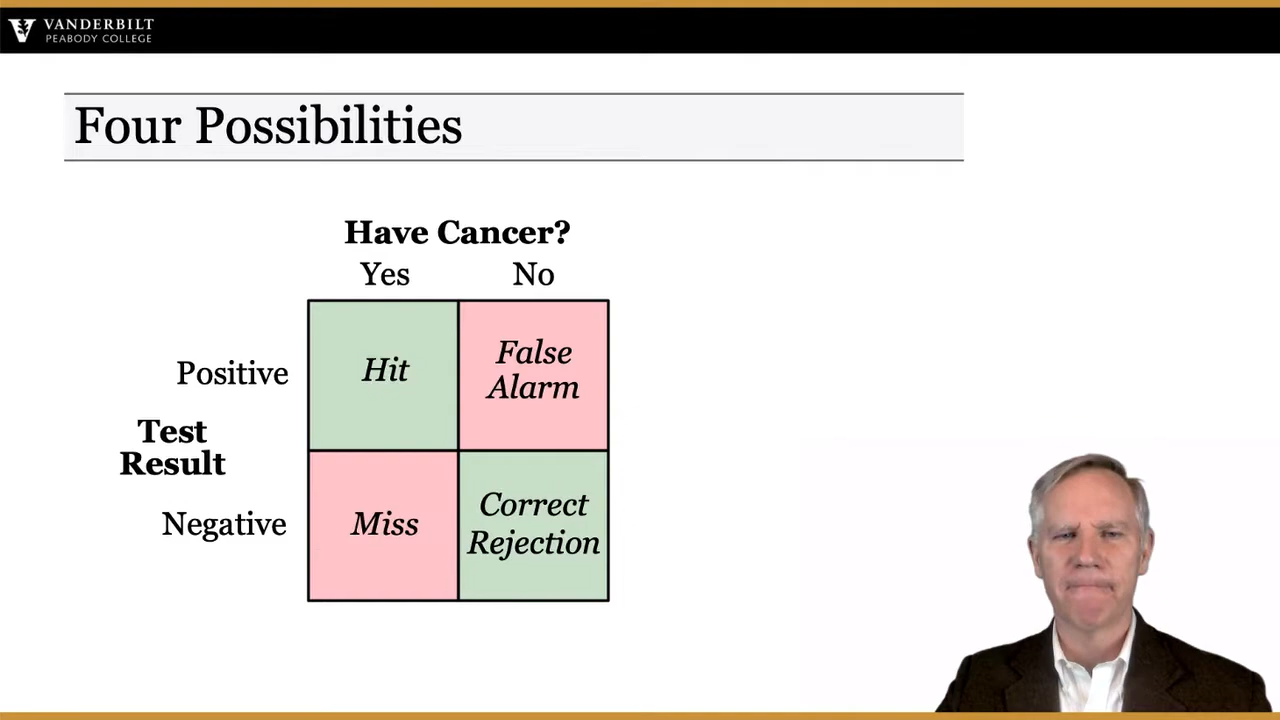 VANDERBILT
PEABODY COLLEGE
Four Possibilities
Have Cancer?
Yes No
Positive
Hit
False
Alarm
Test
Result
Negative
Miss
Correct
Rejection